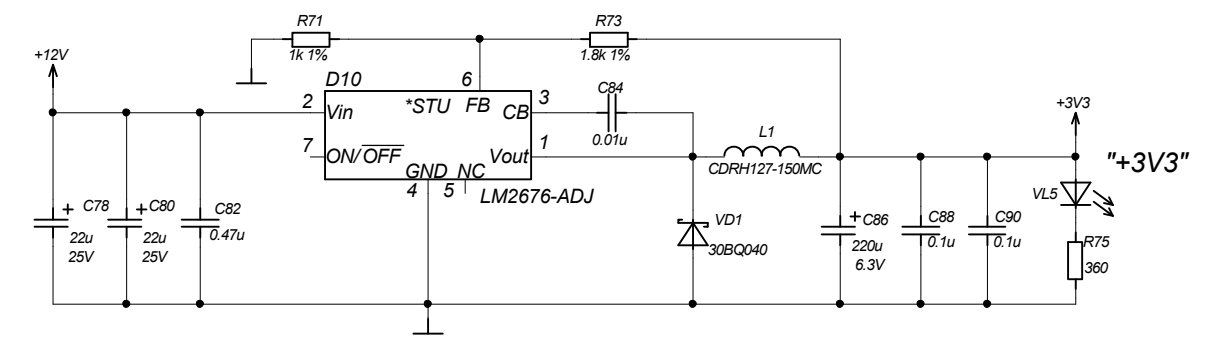 R71
1k 1%
R73
1.8k 1%
+12V
D10
6
2
Vin
*STU
FB
CB
3
C84
0.01u
+3V3
7
ON/OFF
Vout
1
L1
CDRH127-150MC
"+3V3"
GND
NC
4
5
LM2676-ADJ
VL5
+
C78
22u
25V
+
C80
22u
25V
C82
0.47u
VD1
30BQ040
+
C86
220u
6.3V
C88
0.1u
C90
0.1u
R75
360